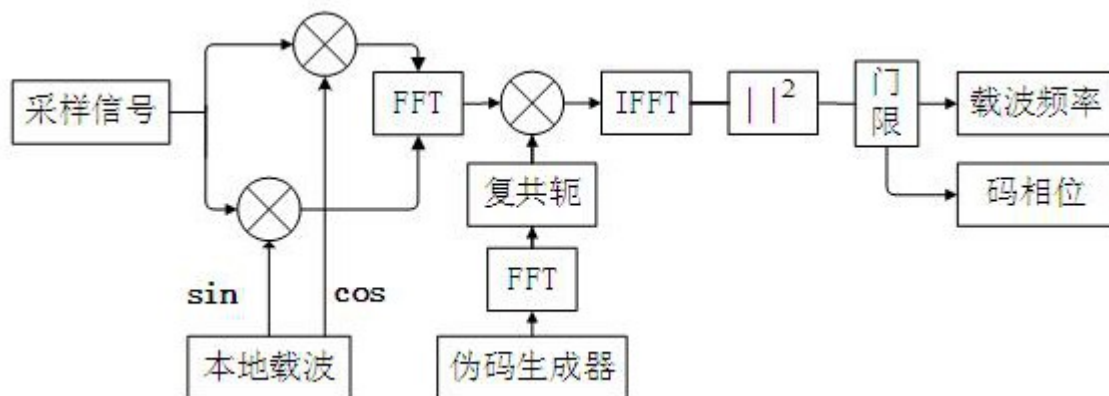 采样信号
FFT
IFFT
| |²
门
限
载波频率
复共轭
码相位
FFT
sin
cos
本地载波
伪码生成器